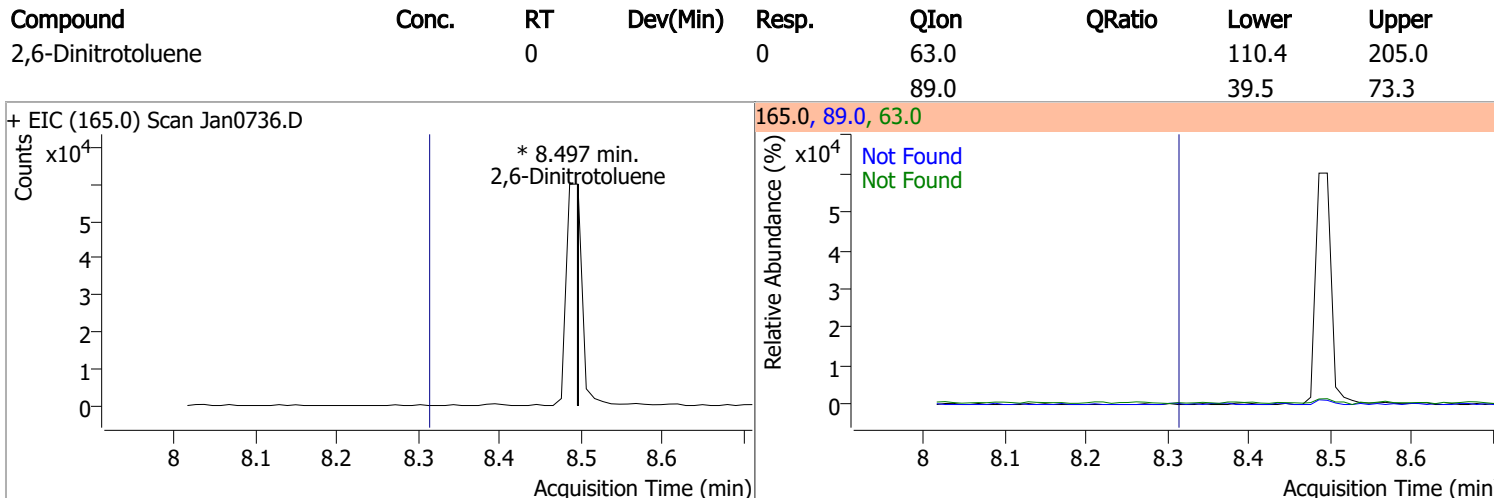 Compound Conc. RT Dev(Min) Resp. QIon QRatio Lower Upper
2,6-Dinitrotoluene 0 0 63.0 110.4 205.0
89.0 39.5 73.3
+ EIC (165.0) Scan Jan0736.D
Counts
x10⁴
* 8.497 min.
2,6-Dinitrotoluene
5
4
3
2
1
0
8 8.1 8.2 8.3 8.4 8.5 8.6
Acquisition Time (min)
165.0, 89.0, 63.0
Relative Abundance (%)
x10⁴
Not Found
Not Found
5
4
3
2
1
0
8 8.1 8.2 8.3 8.4 8.5 8.6
Acquisition Time (min